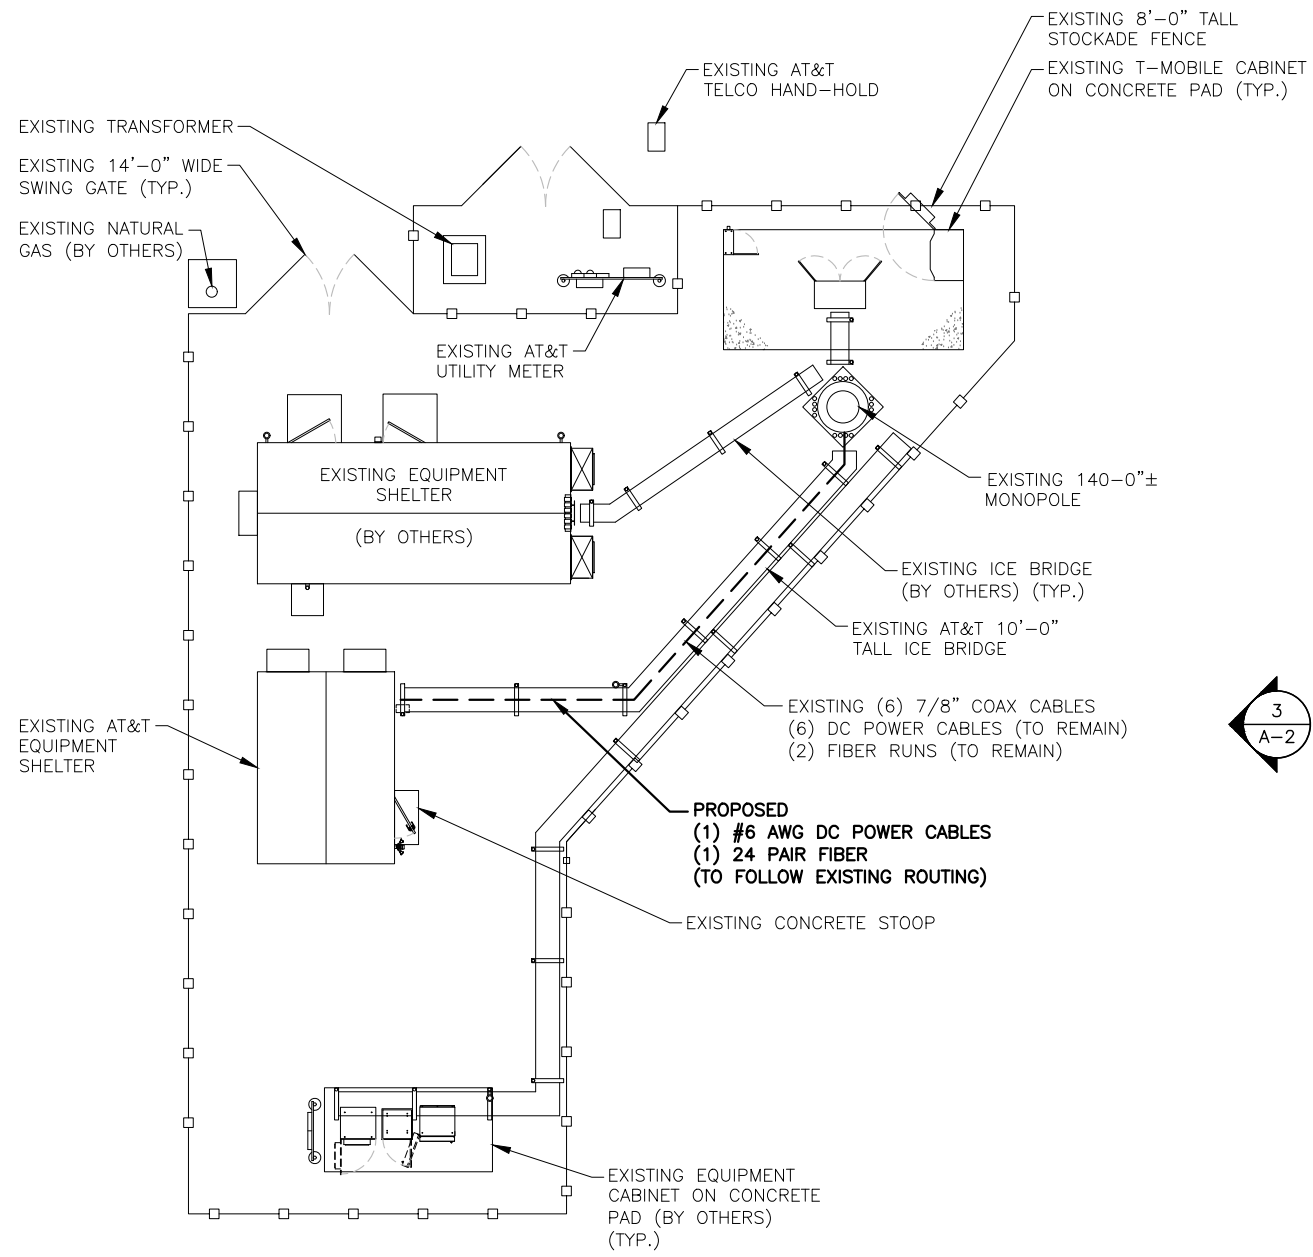 EXISTING 8'-0" TALL
STOCKADE FENCE
EXISTING T-MOBILE CABINET
ON CONCRETE PAD (TYP.)
EXISTING AT&T
TELCO HAND-HOLD
EXISTING TRANSFORMER
EXISTING 14'-0" WIDE
SWING GATE (TYP.)
EXISTING NATURAL
GAS (BY OTHERS)
EXISTING AT&T
UTILITY METER
EXISTING EQUIPMENT
SHELTER
(BY OTHERS)
EXISTING 140-0"±
MONOPOLE
EXISTING ICE BRIDGE
(BY OTHERS) (TYP.)
EXISTING AT&T 10'-0"
TALL ICE BRIDGE
EXISTING (6) 7/8" COAX CABLES
(6) DC POWER CABLES (TO REMAIN)
(2) FIBER RUNS (TO REMAIN)
3
A-2
EXISTING AT&T
EQUIPMENT
SHELTER
PROPOSED
(1) #6 AWG DC POWER CABLES
(1) 24 PAIR FIBER
(TO FOLLOW EXISTING ROUTING)
EXISTING CONCRETE STOOP
EXISTING EQUIPMENT
CABINET ON CONCRETE
PAD (BY OTHERS)
(TYP.)